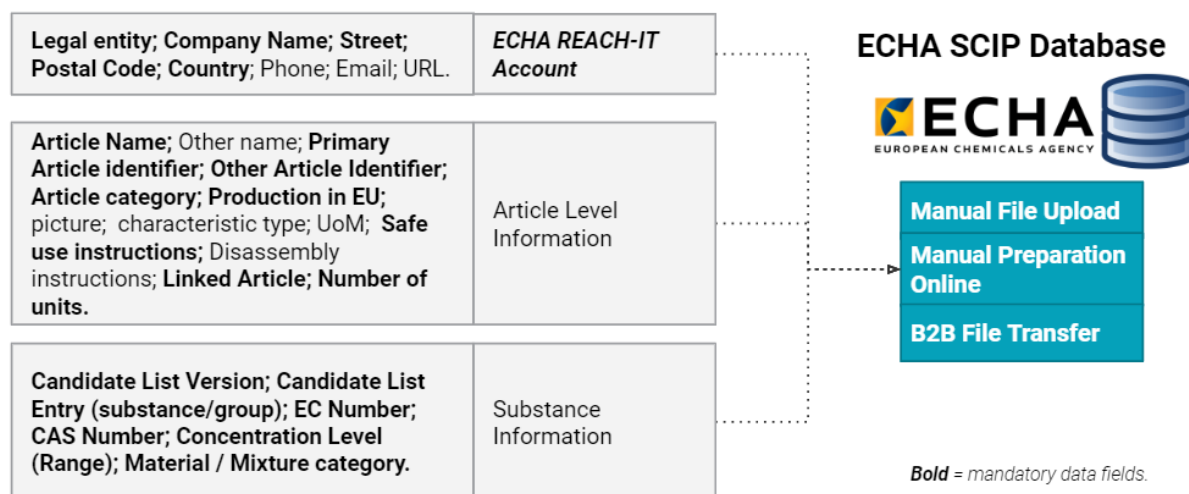 Legal entity; Company Name; Street;
Postal Code; Country; Phone; Email; URL.
ECHA REACH-IT
Account
Article Name; Other name; Primary
Article identifier; Other Article Identifier;
Article category; Production in EU;
picture; characteristic type; UoM; Safe
use instructions; Disassembly
instructions; Linked Article; Number of
units.
Article Level
Information
Candidate List Version; Candidate List
Entry (substance/group); EC Number;
CAS Number; Concentration Level
(Range); Material / Mixture category.
Substance
Information
ECHA SCIP Database
ECHA
EUROPEAN CHEMICALS AGENCY
Manual File Upload
Manual Preparation
Online
B2B File Transfer
Bold = mandatory data fields.